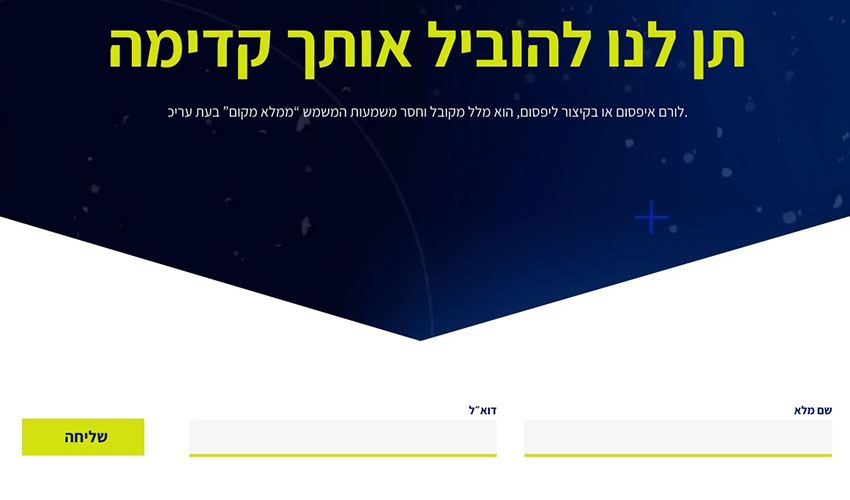 תן לנו להוביל אותך קדימה
לורם איפסום או בקיצור ליפסום, הוא מלל מקובל וחסר משמעות המשמש “ממלא מקום” בעת עריכ.
שם מלא
דוא״ל
שליחה